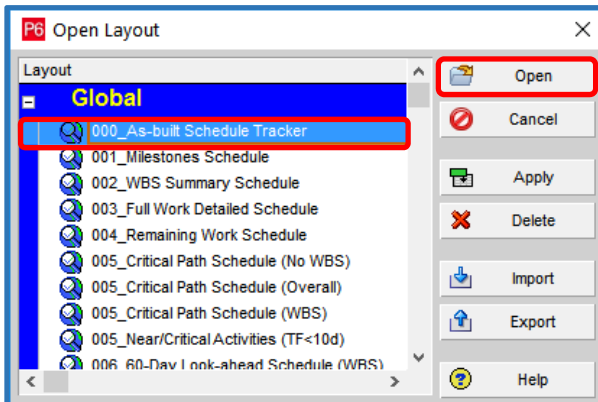 P6 Open Layout
Layout
Global
000_As-built Schedule Tracker
001_Milestones Schedule
002_WBS Summary Schedule
003_Full Work Detailed Schedule
004_Remaining Work Schedule
005_Critical Path Schedule (No WBS)
005_Critical Path Schedule (Overall)
005_Critical Path Schedule (WBS)
005_Near/Critical Activities (TF<10d)
006_60-Day Look-ahead Schedule (WBS)
Open
Cancel
Apply
Delete
Import
Export
Help